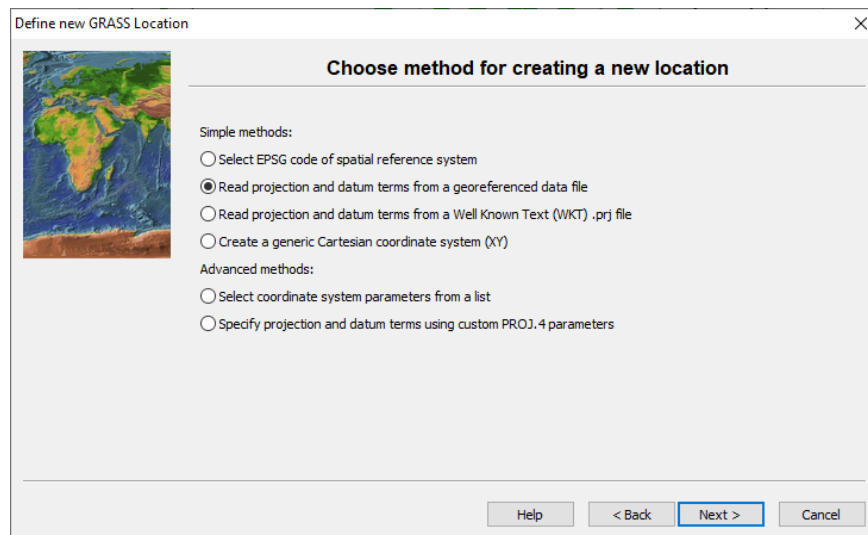 Define new GRASS Location
Choose method for creating a new location
Simple methods:
Select EPSG code of spatial reference system
Read projection and datum terms from a georeferenced data file
Read projection and datum terms from a Well Known Text (WKT) .prj file
Create a generic Cartesian coordinate system (XY)
Advanced methods:
Select coordinate system parameters from a list
Specify projection and datum terms using custom PROJ.4 parameters
Help < Back Next > Cancel